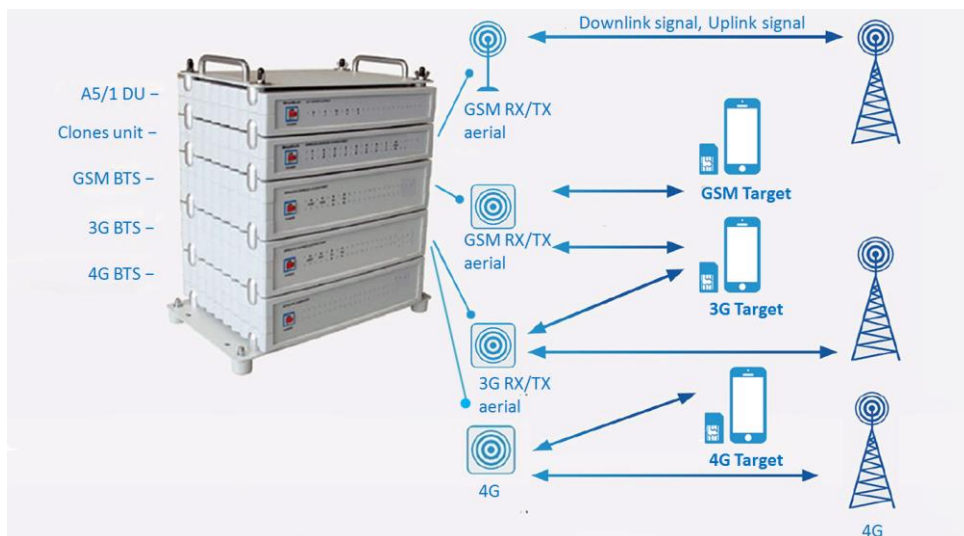 Downlink signal, Uplink signal
A5/1 DU –
Clones unit –
GSM BTS –
3G BTS –
4G BTS –
GSM RX/TX
aerial
GSM Target
GSM RX/TX
aerial
3G Target
3G RX/TX
aerial
4G Target
4G
4G